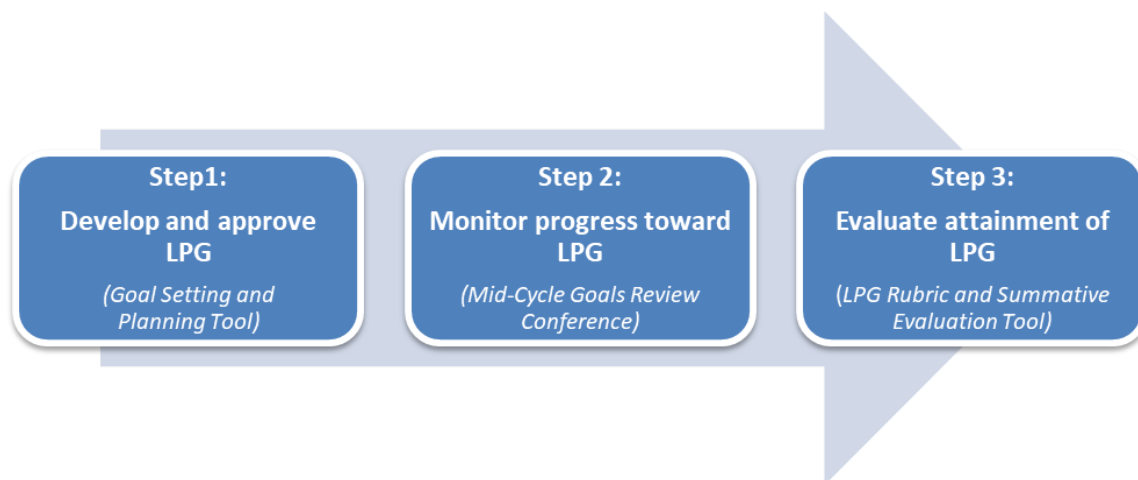 Step1:
Develop and approve
LPG
(Goal Setting and
Planning Tool)
Step 2:
Monitor progress toward
LPG
(Mid-Cycle Goals Review
Conference)
Step 3:
Evaluate attainment of
LPG
(LPG Rubric and Summative
Evaluation Tool)